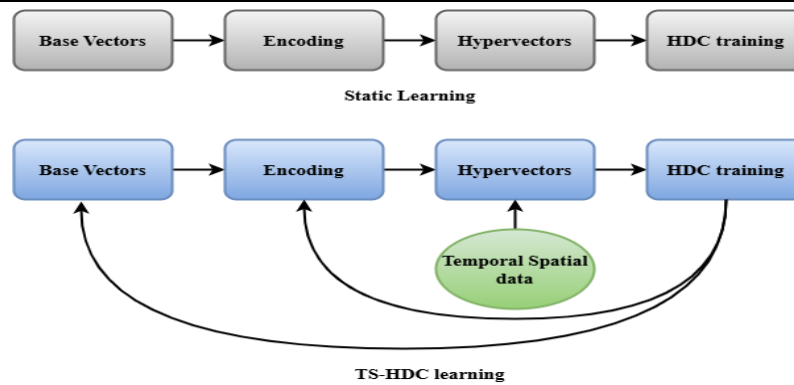 Base Vectors
Encoding
Hypervectors
HDC training
Static Learning
Base Vectors
Encoding
Hypervectors
HDC training
Temporal Spatial
data
TS-HDC learning